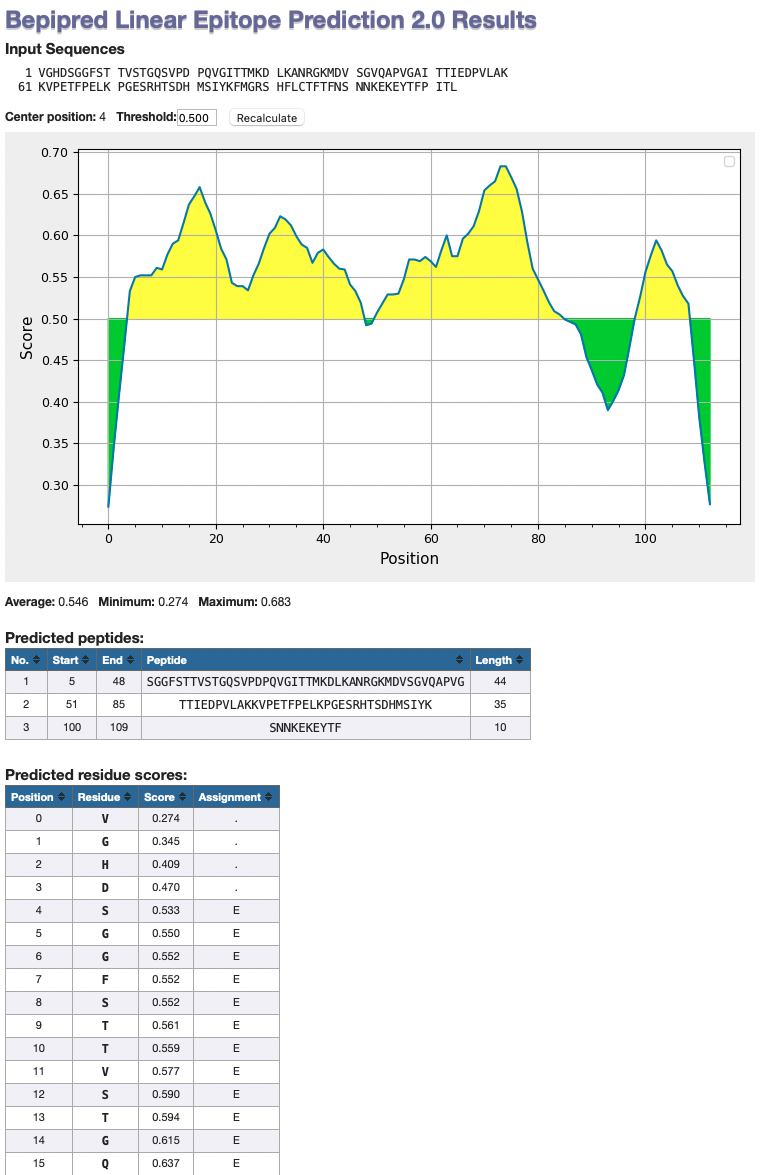 Bepipred Linear Epitope Prediction 2.0 Results
Input Sequences
1 VGHDSGGFST TVSTGQSVPD PQVGITTMKD LKANRGKMDV SGVQAPVGAI TTIEDPVLAK
61 KVPETFPELK PGESRHTSDH MSIYKFMGRS HFLCTFTFNS NNKEKEYTFP ITL
Center position: 4 Threshold: 0.500 Recalculate
0.70
0.65
0.60
0.55
0.50
0.45
0.40
0.35
0.30
Score
0 20 40 60 80 100
Position
Average: 0.546 Minimum: 0.274 Maximum: 0.683
Predicted peptides:
No. Start End Peptide Length
1 5 48 SGGFSTTVSTGQSVPDPQVGITTMKDLKANRGKMDVSGVQAPVG 44
2 51 85 TTIEDPVLAKKVPETFPELKPGESRHTSDHMSIYK 35
3 100 109 SNNKEKEYTF 10
Predicted residue scores:
Position Residue Score Assignment
0 V 0.274 .
1 G 0.345 .
2 H 0.409 .
3 D 0.470 .
4 S 0.533 E
5 G 0.550 E
6 G 0.552 E
7 F 0.552 E
8 S 0.552 E
9 T 0.561 E
10 T 0.559 E
11 V 0.577 E
12 S 0.590 E
13 T 0.594 E
14 G 0.615 E
15 Q 0.637 E